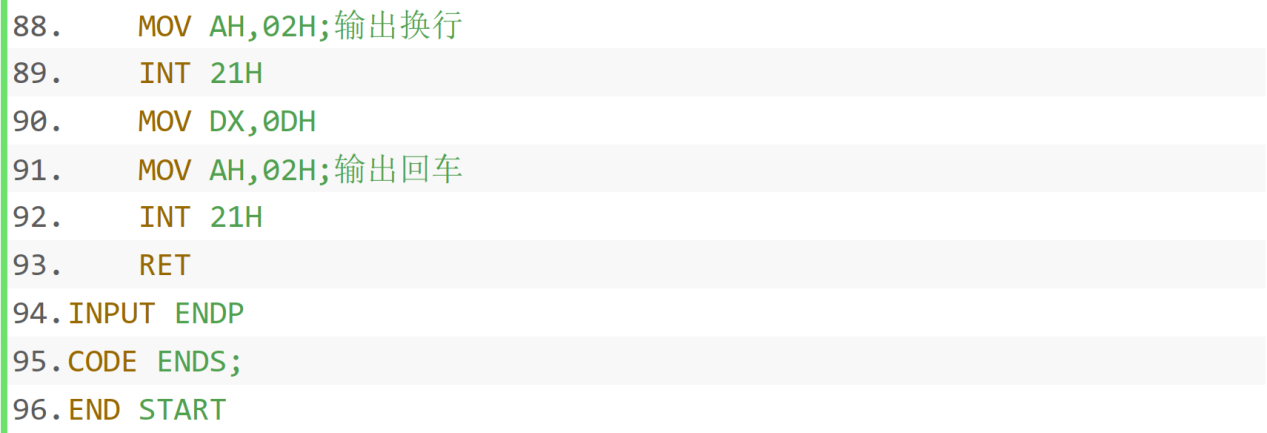 88.    MOV AH,02H;输出换行
89.    INT 21H
90.    MOV DX,0DH
91.    MOV AH,02H;输出回车
92.    INT 21H
93.    RET
94.INPUT ENDP
95.CODE ENDS;
96.END START